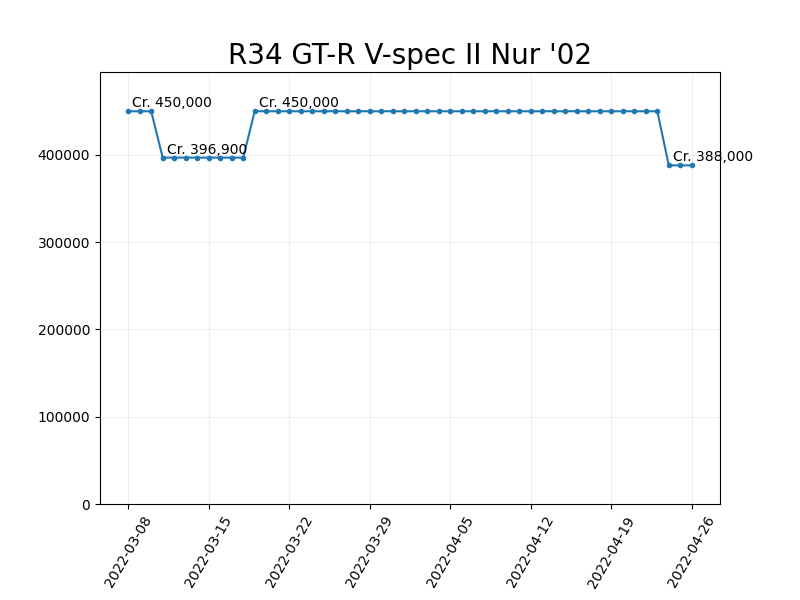 R34 GT-R V-spec II Nur '02
Cr. 450,000
Cr. 450,000
Cr. 396,900
Cr. 388,000
400000
300000
200000
100000
0
2022-03-08
2022-03-15
2022-03-22
2022-03-29
2022-04-05
2022-04-12
2022-04-19
2022-04-26